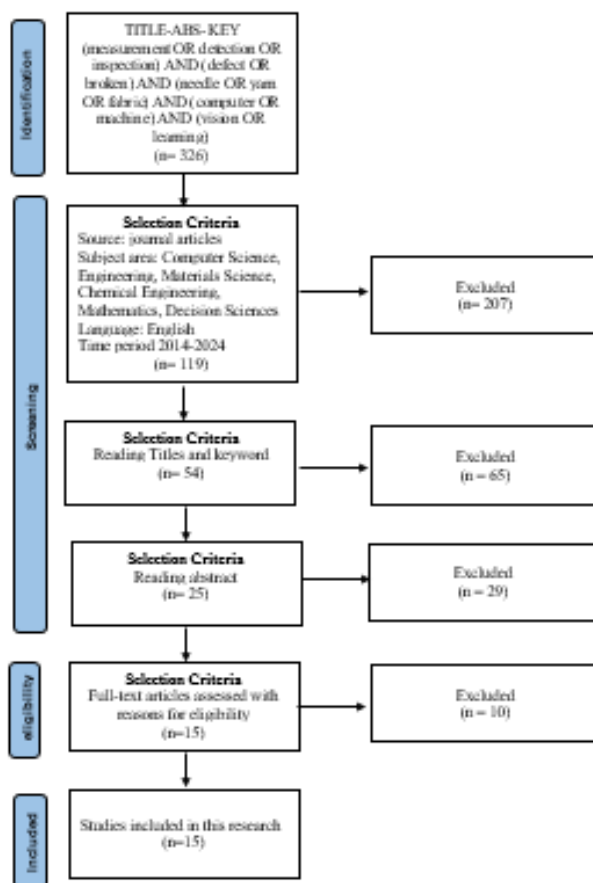 Identification
TITLE-ABS-KEY
(measurement OR detection OR
inspection) AND (defect OR
broken) AND (needle OR yarn
OR fabric) AND (computer OR
machine) AND (vision OR
learning)
(n= 326)
Screening
Selection Criteria
Source: journal articles
Subject area: Computer Science,
Engineering, Materials Science,
Chemical Engineering,
Mathematics, Decision Sciences
Language: English
Time period 2014-2024
(n= 119)
Excluded
(n= 207)
Selection Criteria
Reading Titles and keyword
(n= 54)
Excluded
(n = 65)
Selection Criteria
Reading abstract
(n= 25)
Excluded
(n = 29)
eligibility
Selection Criteria
Full-text articles assessed with
reasons for eligibility
(n=15)
Excluded
(n = 10)
Included
Studies included in this research
(n=15)